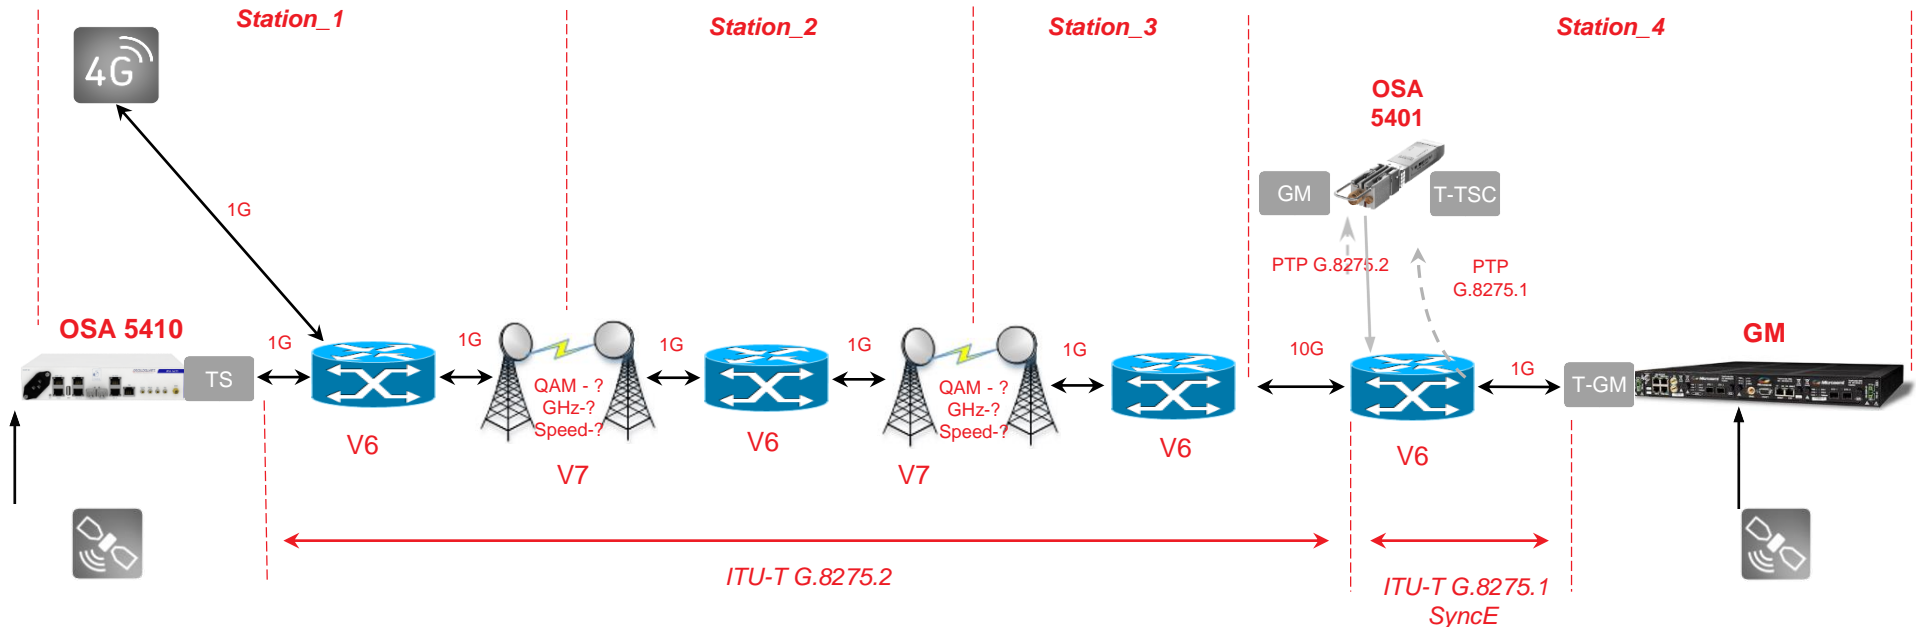 Station_1
Station_2
Station_3
Station_4
4G
OSA
5401
GM
T-TSC
1G
PTP G.8275.2
PTP
G.8275.1
OSA 5410
GM
TS
1G
1G
1G
1G
1G
10G
1G
T-GM
Microsemi
QAM - ?
GHz-?
Speed-?
QAM - ?
GHz-?
Speed-?
V6
V7
V6
V7
V6
V6
ITU-T G.8275.2
ITU-T G.8275.1
SyncE